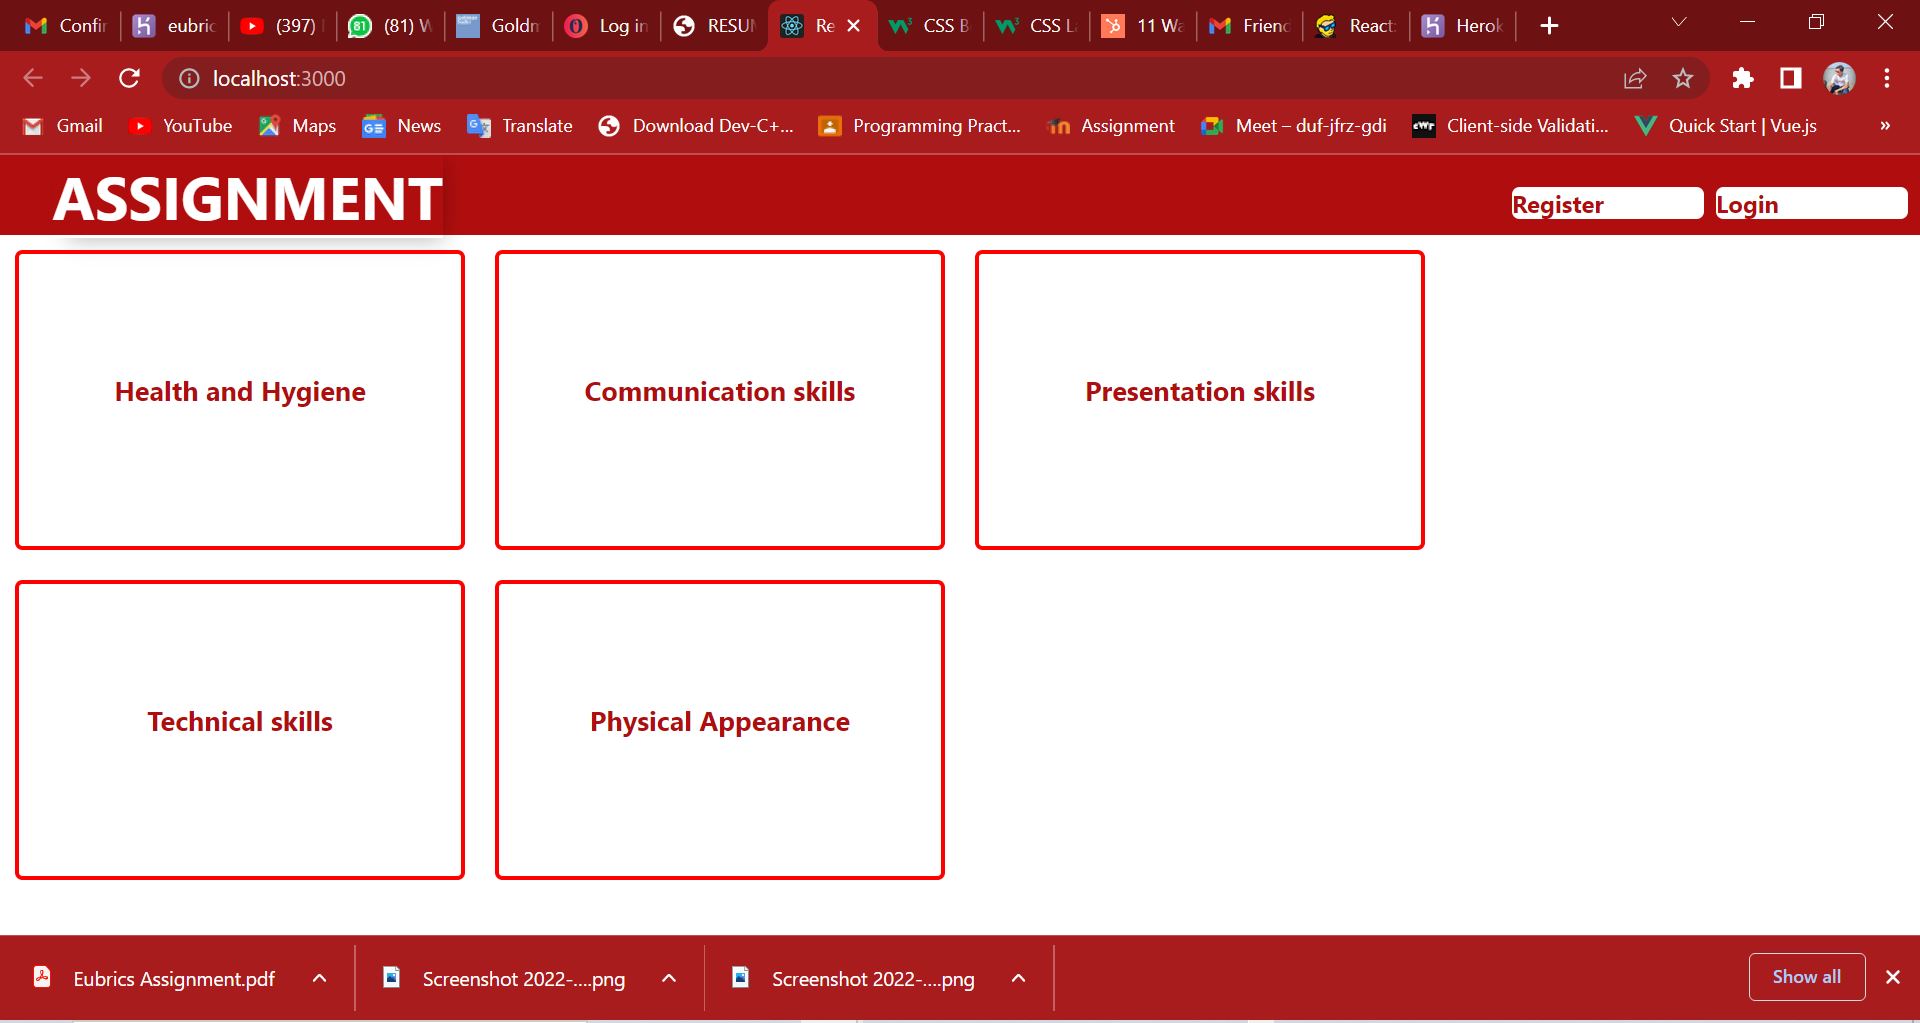 Confir
eubric
(397)
(81) W
Goldm
Log in
RESUM
Re
CSS B
CSS L
11 Wa
Friend
React
Herok
localhost:3000
Gmail
YouTube
Maps
News
Translate
Download Dev-C+...
Programming Pract...
Assignment
Meet – duf-jfrz-gdi
Client-side Validati...
Quick Start | Vue.js
»
ASSIGNMENT
Register
Login
Health and Hygiene
Communication skills
Presentation skills
Technical skills
Physical Appearance
Eubrics Assignment.pdf
Screenshot 2022-....png
Screenshot 2022-....png
Show all